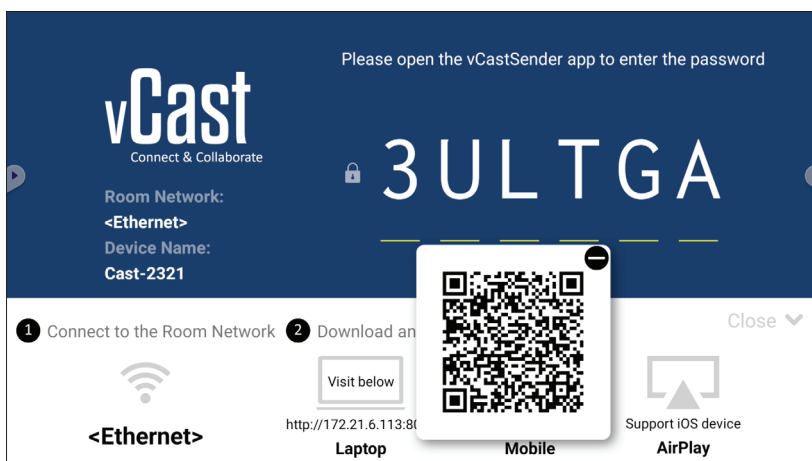 Please open the vCastSender app to enter the password
vCast
Connect & Collaborate
3ULTGA
Room Network:
<Ethernet>
Device Name:
Cast-2321
1 Connect to the Room Network
2 Download an
Close
Visit below
http://172.21.6.113:80
Support iOS device
<Ethernet>
Laptop
Mobile
AirPlay